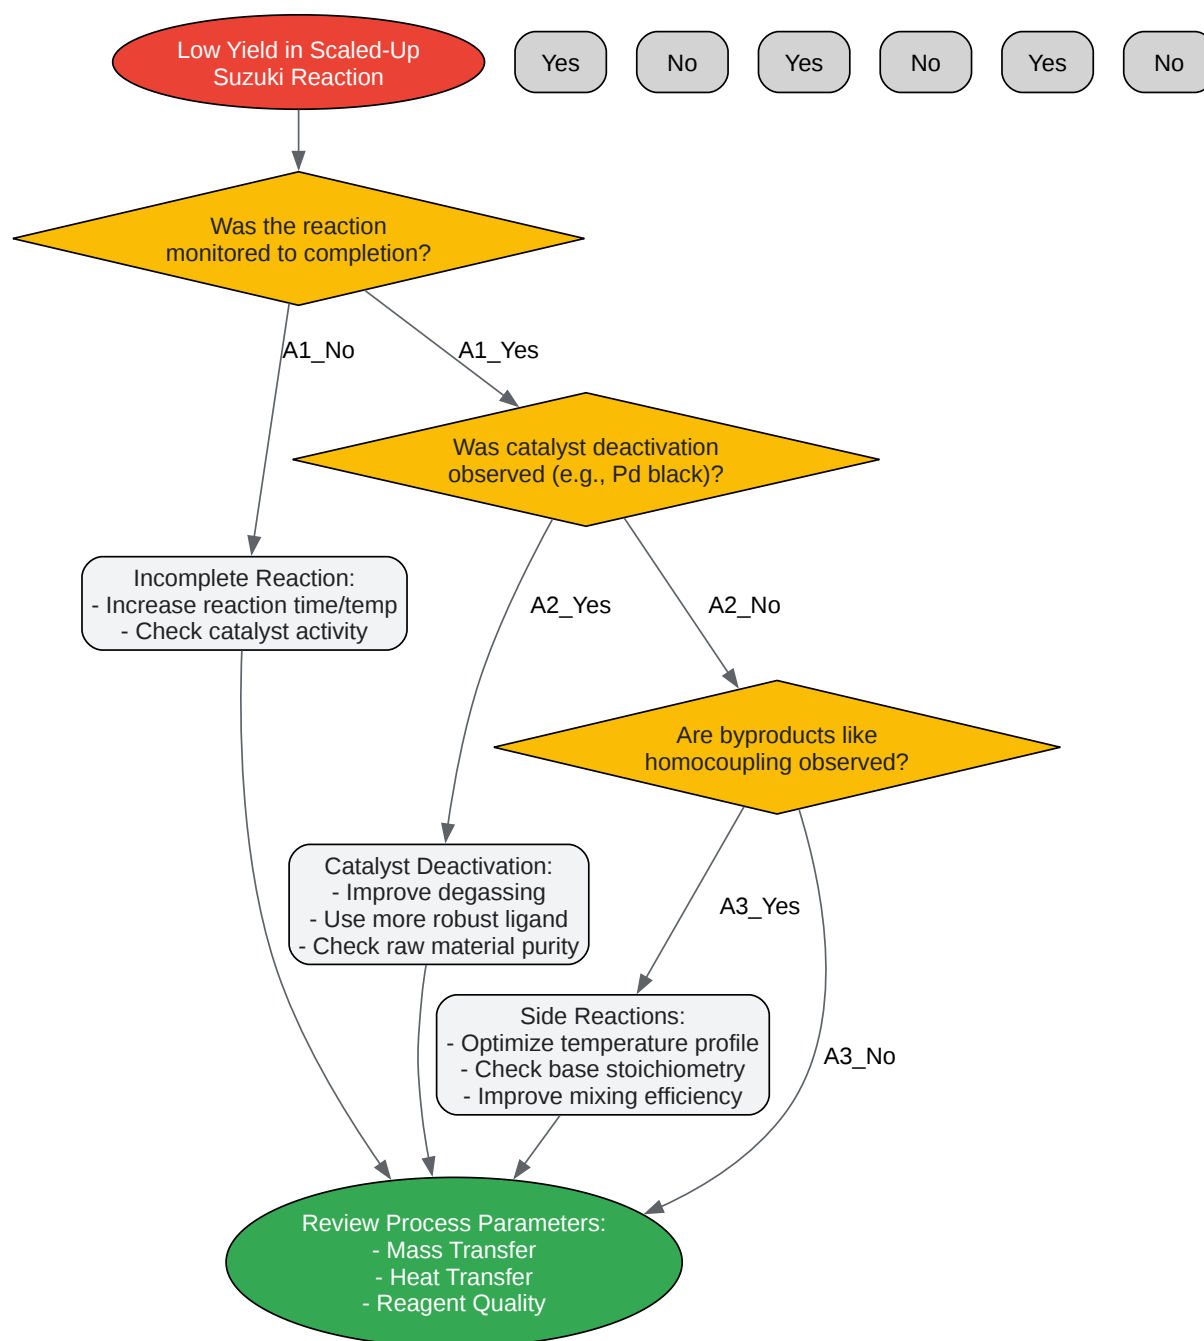 Low Yield in Scaled-Up
Suzuki Reaction
Yes
No
Yes
No
Yes
No
Was the reaction
monitored to completion?
A1_No
A1_Yes
Was catalyst deactivation
observed (e.g., Pd black)?
Incomplete Reaction:
- Increase reaction time/temp
- Check catalyst activity
A2_Yes
A2_No
Are byproducts like
homocoupling observed?
Catalyst Deactivation:
- Improve degassing
- Use more robust ligand
- Check raw material purity
A3_Yes
Side Reactions:
- Optimize temperature profile
- Check base stoichiometry
- Improve mixing efficiency
A3_No
Review Process Parameters:
- Mass Transfer
- Heat Transfer
- Reagent Quality